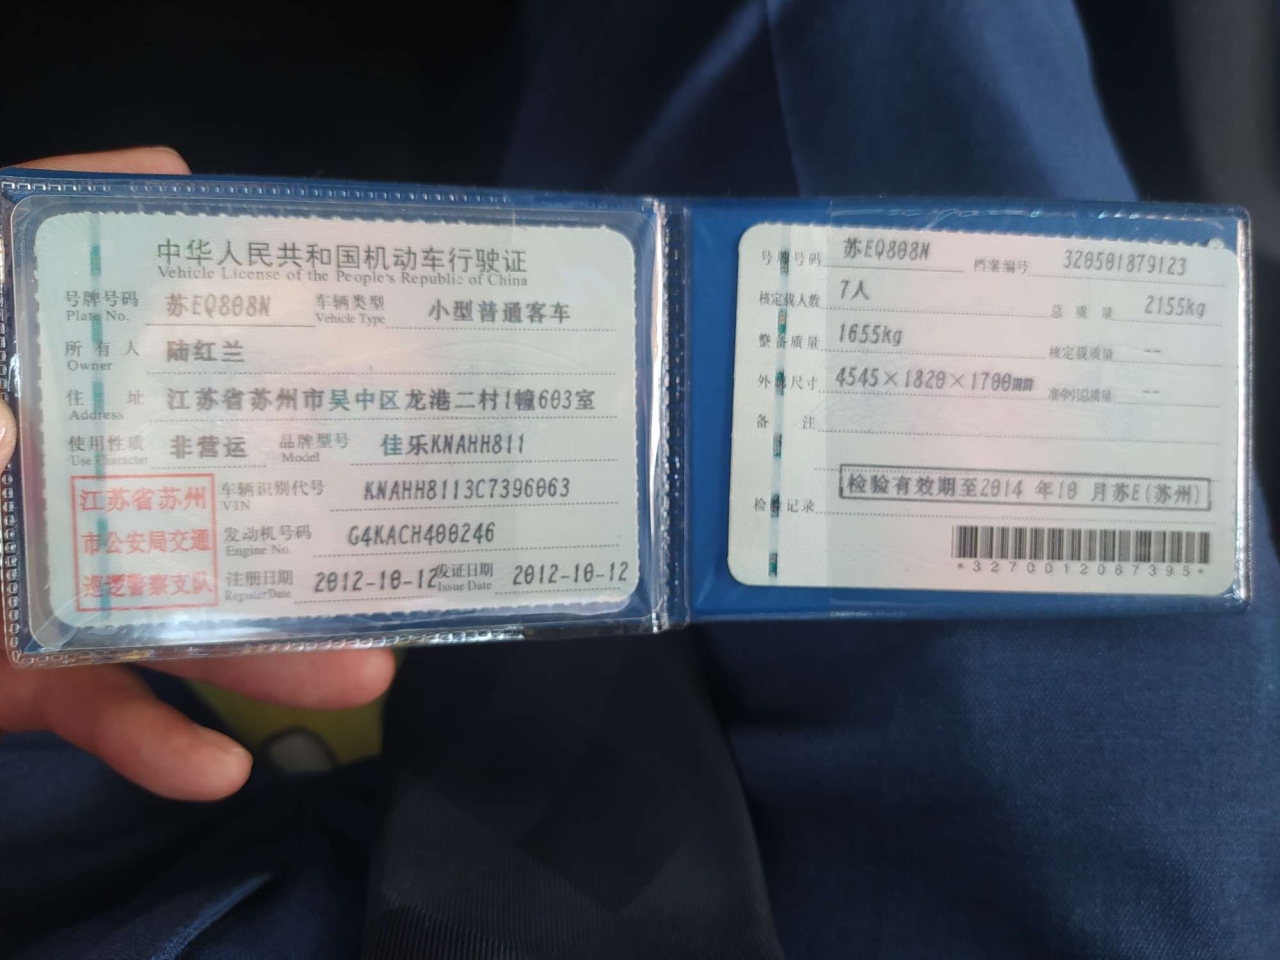 中华人民共和国机动车行驶证
Vehicle License of the People's Republic of China
号牌号码 苏EQ808N 车辆类型 小型普通客车
Plate No. Vehicle Type
所有人 陆红兰
Owner
住址 江苏省苏州市吴中区龙港二村1幢603室
Address
使用性质 非营运 品牌型号 佳乐KNAHH811
Use Character Model
江苏省苏州
市公安局交通
巡逻警察支队
车辆识别代号 KNAHH8113C7396063
VIN
发动机号码 G4KACH400246
Engine No.
注册日期 2012-10-12 发证日期 2012-10-12
Register Date Issue Date
号牌号码 苏EQ808N 档案编号 320501879123
核定载人数 7人 总质量 2155kg
整备质量 1655kg 核定载质量 --
外廓尺寸 4545×1820×1700mm 准牵引总质量 --
备注
检验记录 检验有效期至2014 年10 月苏E(苏州)
*3270012067395*